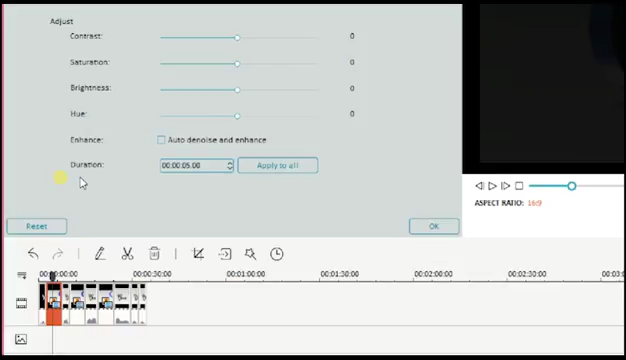 Adjust
Contrast: 0
Saturation: 0
Brightness: 0
Hue: 0
Enhance: Auto denoise and enhance
Duration: 00:00:05.00 Apply to all
Reset OK
ASPECT RATIO: 16:9
00:00:00:00 00:00:30:00 00:01:00:00 00:01:30:00 00:02:00:00 00:02:30:00